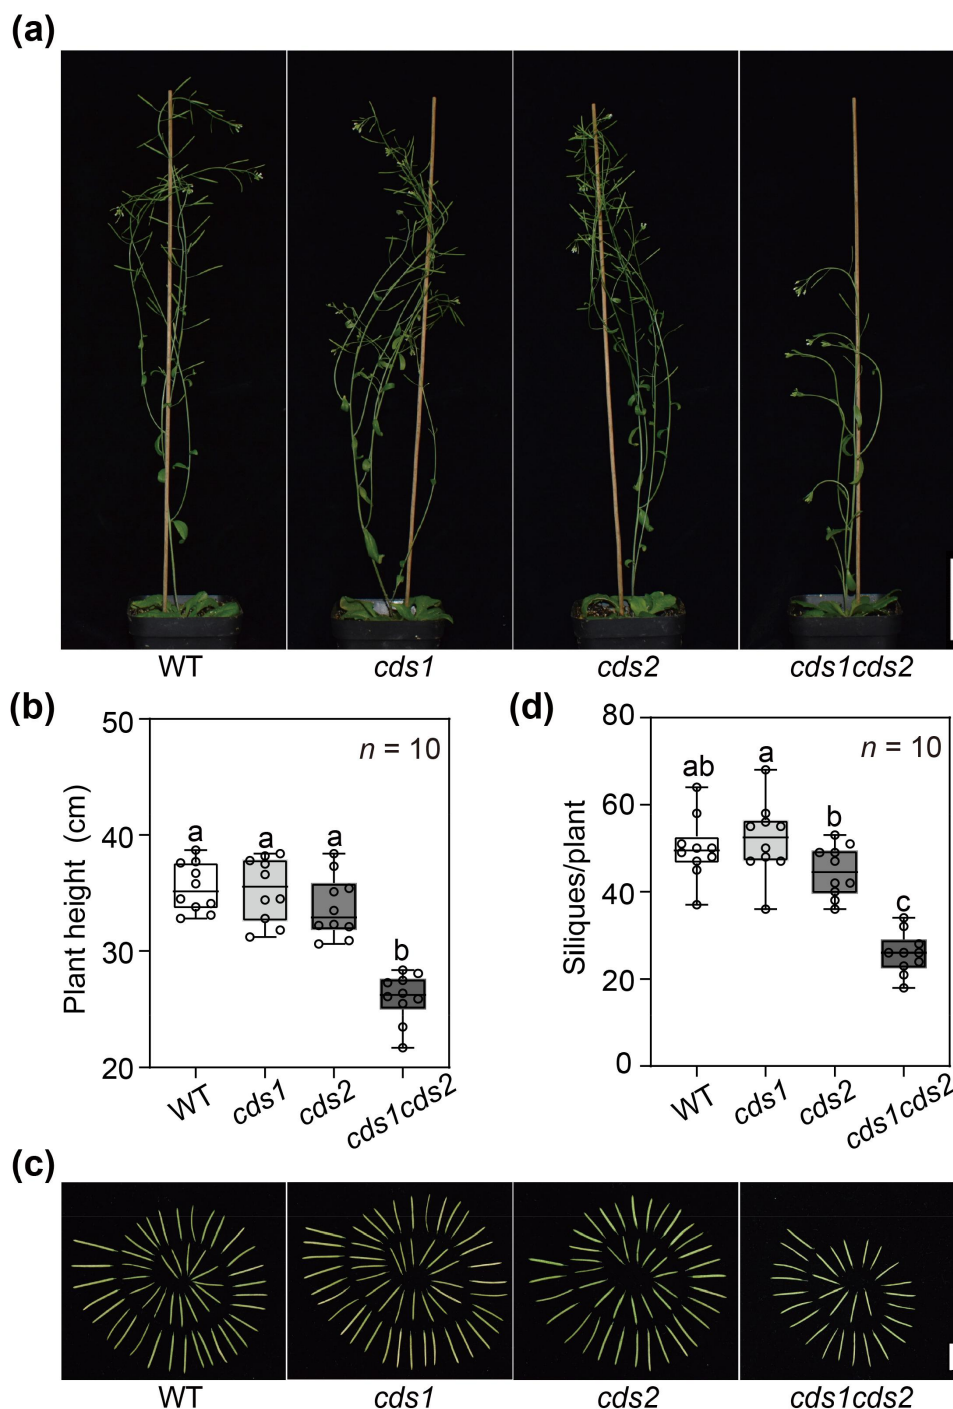 (a)
WT
cds1
cds2
cds1cds2
(b)
Plant height (cm)
50
40
30
20
n = 10
a
a
a
b
WT
cds1
cds2
cds1cds2
(d)
Siliques/plant
80
60
40
20
0
n = 10
ab
a
b
c
WT
cds1
cds2
cds1cds2
(c)
WT
cds1
cds2
cds1cds2